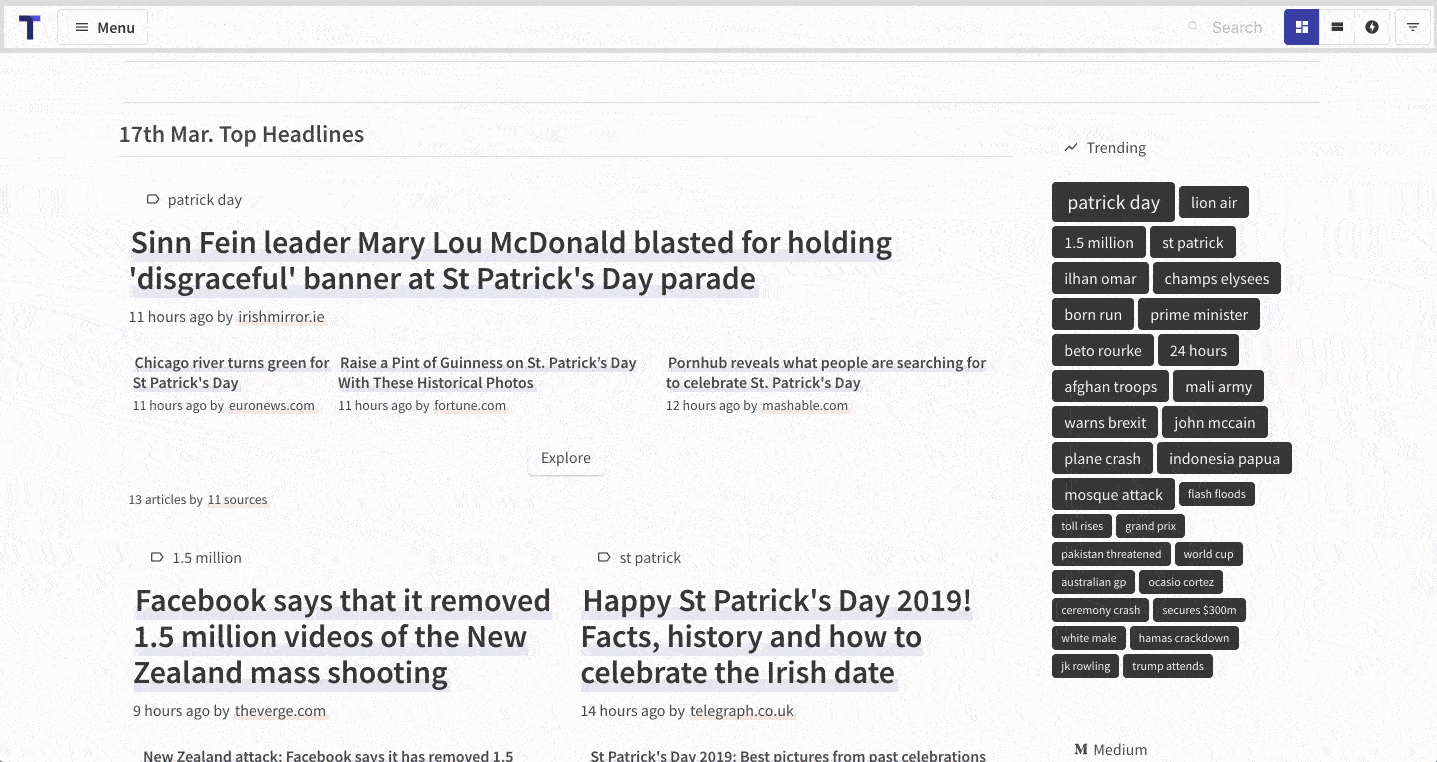 T
Menu
Search
17th Mar. Top Headlines
patrick day
Sinn Fein leader Mary Lou McDonald blasted for holding
'disgraceful' banner at St Patrick's Day parade
11 hours ago by irishmirror.ie
Chicago river turns green for
St Patrick's Day
11 hours ago by euronews.com
Raise a Pint of Guinness on St. Patrick’s Day
With These Historical Photos
11 hours ago by fortune.com
Pornhub reveals what people are searching for
to celebrate St. Patrick's Day
12 hours ago by mashable.com
Explore
13 articles by 11 sources
1.5 million
Facebook says that it removed
1.5 million videos of the New
Zealand mass shooting
9 hours ago by theverge.com
New Zealand attack: Facebook says it has removed 1.5
st patrick
Happy St Patrick's Day 2019!
Facts, history and how to
celebrate the Irish date
14 hours ago by telegraph.co.uk
St Patrick's Day 2019: Best pictures from past celebrations
Trending
patrick day lion air
1.5 million st patrick
ilhan omar champs elysees
born run prime minister
beto rourke 24 hours
afghan troops mali army
warns brexit john mccain
plane crash indonesia papua
mosque attack flash floods
toll rises grand prix
pakistan threatened world cup
australian gp ocasio cortez
ceremony crash secures $300m
white male hamas crackdown
jk rowling trump attends
M Medium